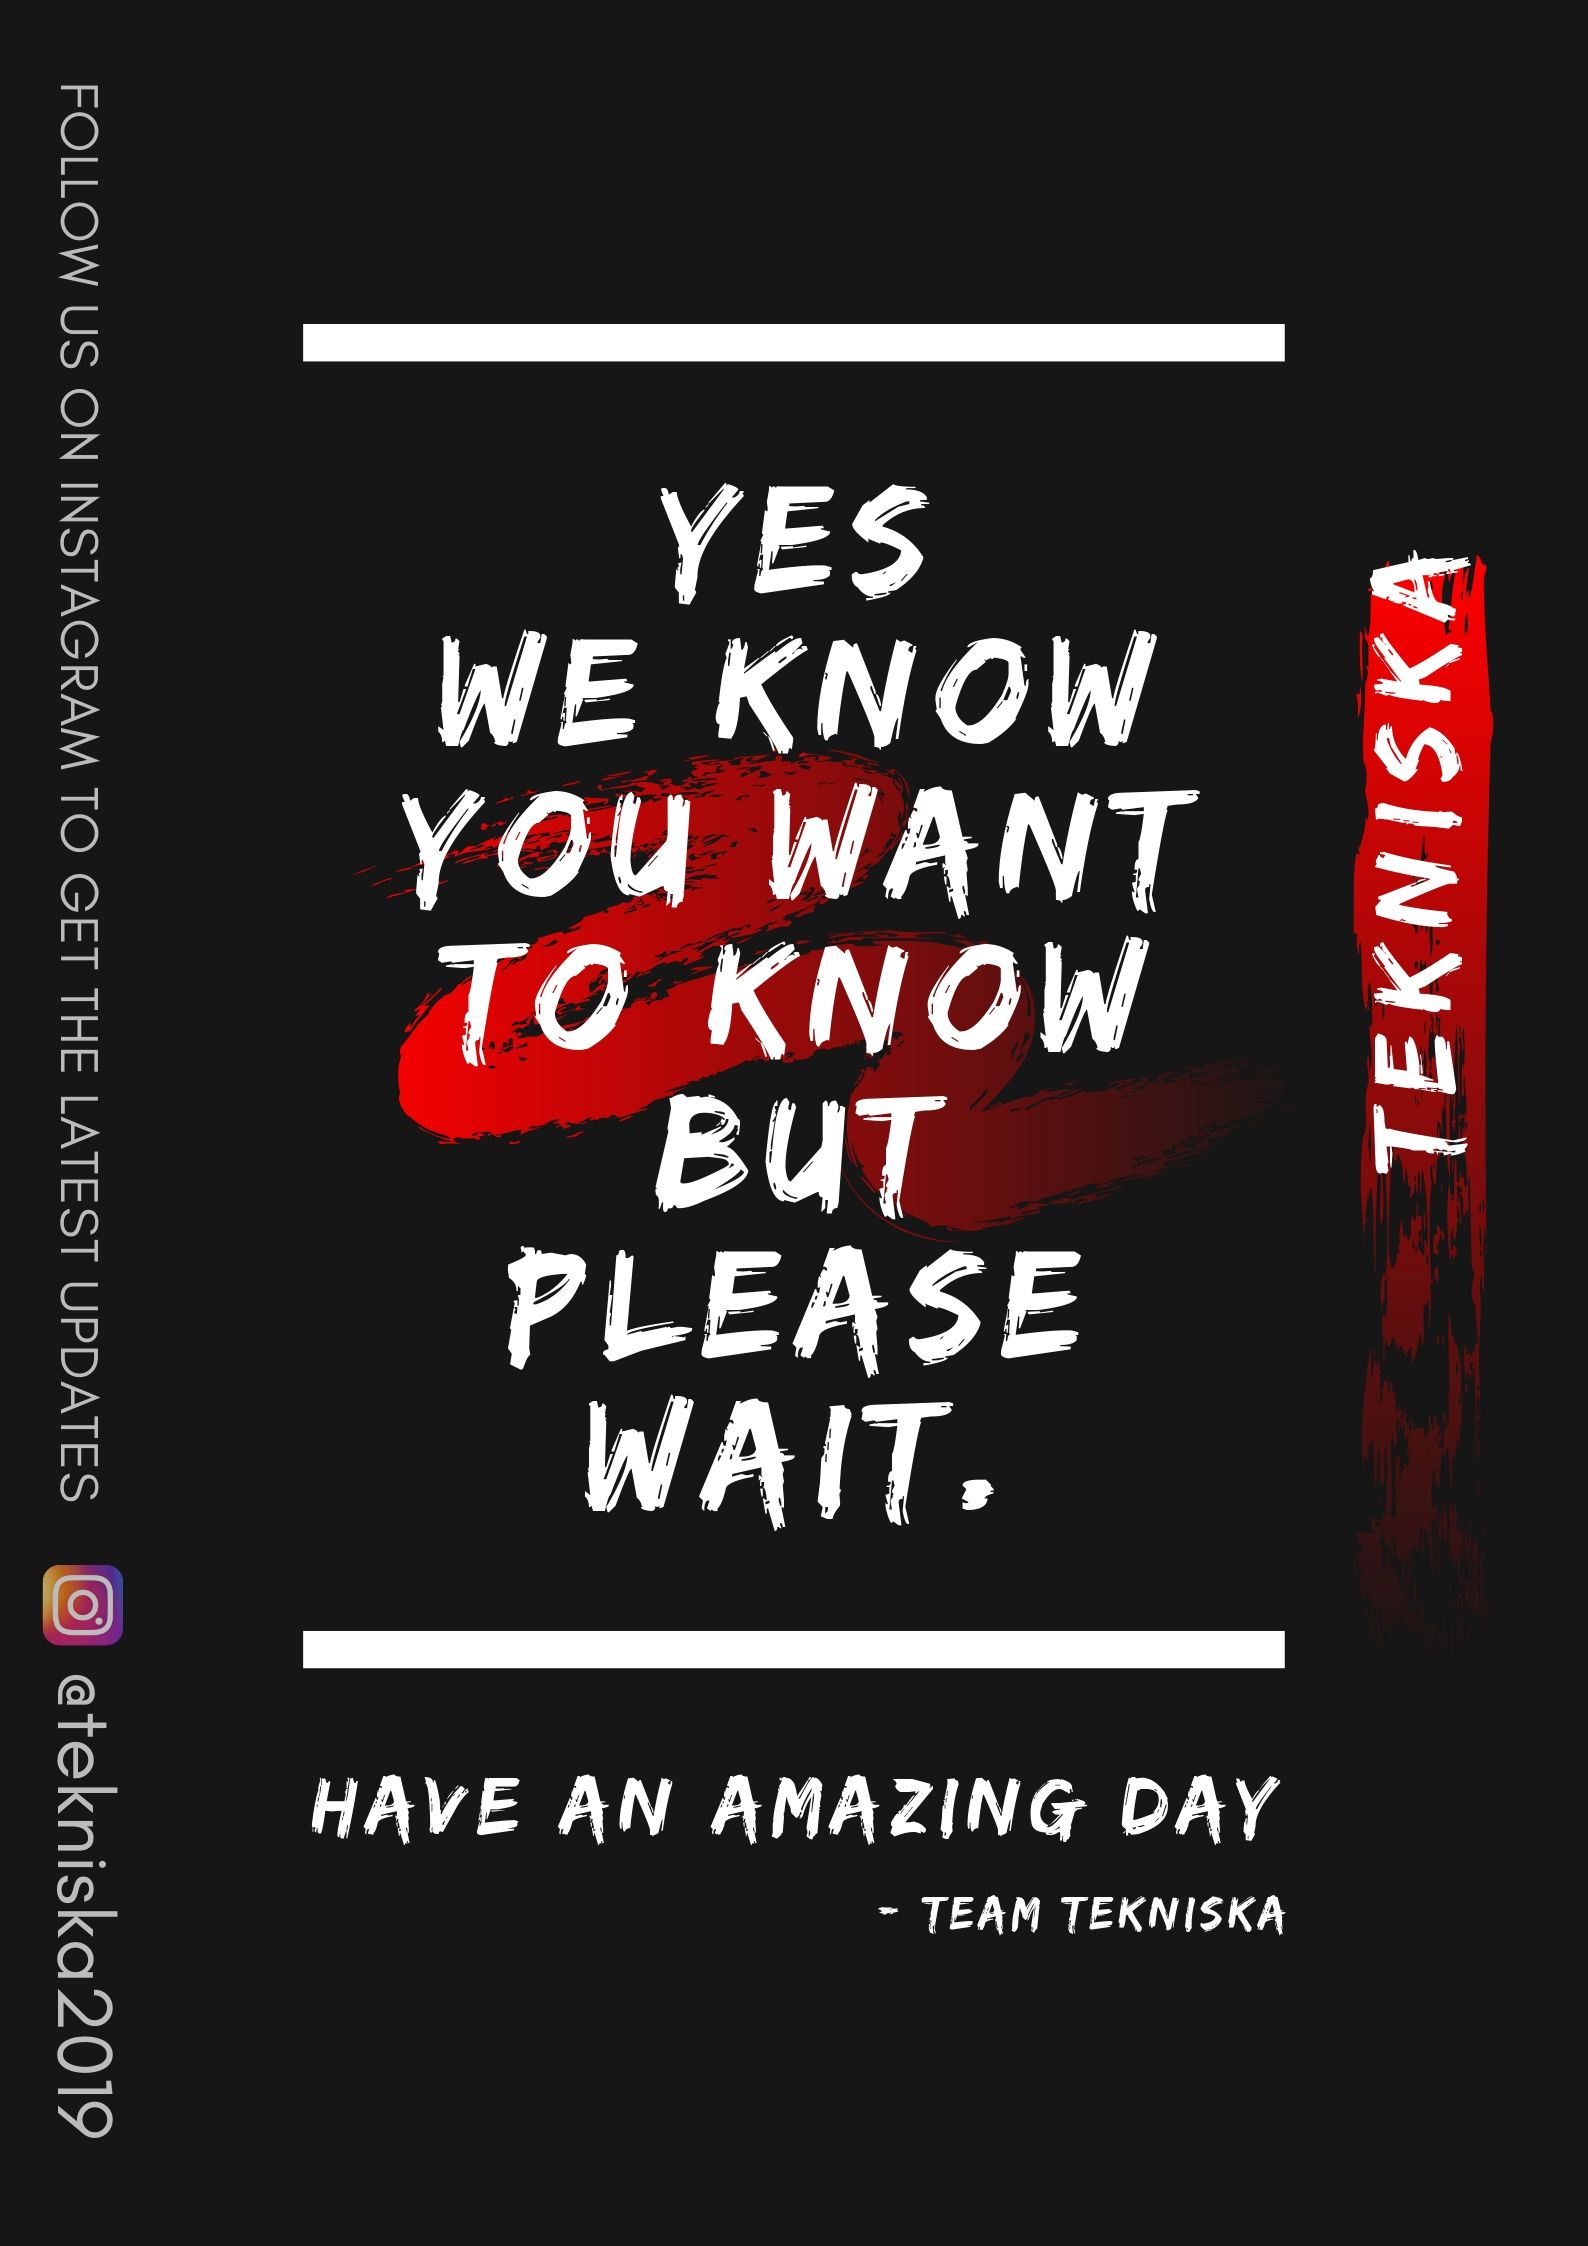 FOLLOW US ON INSTAGRAM TO GET THE LATEST UPDATES
@tekniska2019
YES
WE KNOW
YOU WANT
TO KNOW
BUT
PLEASE
WAIT.
TEKNISKA
HAVE AN AMAZING DAY
- TEAM TEKNISKA